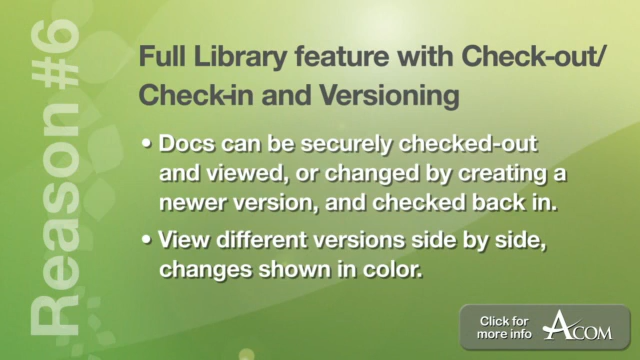 Reason #6
Full Library feature with Check-out/
Check-in and Versioning
• Docs can be securely checked-out
and viewed, or changed by creating a
newer version, and checked back in.
• View different versions side by side,
changes shown in color.
Click for
more info
ACOM